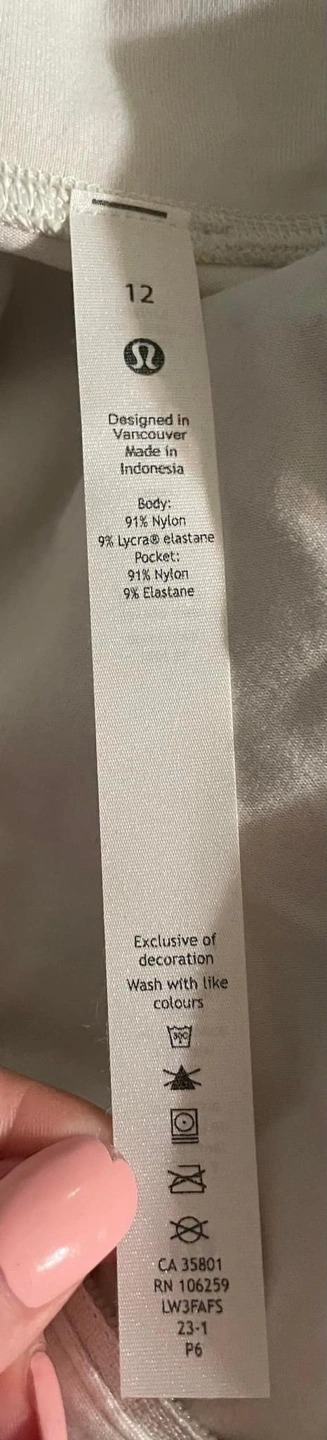 12
Designed in
Vancouver
Made in
Indonesia
Body:
91% Nylon
9% Lycra® elastane
Pocket:
91% Nylon
9% Elastane
Exclusive of
decoration
Wash with like
colours
30C
CA 35801
RN 106259
LW3FAFS
23-1
P6